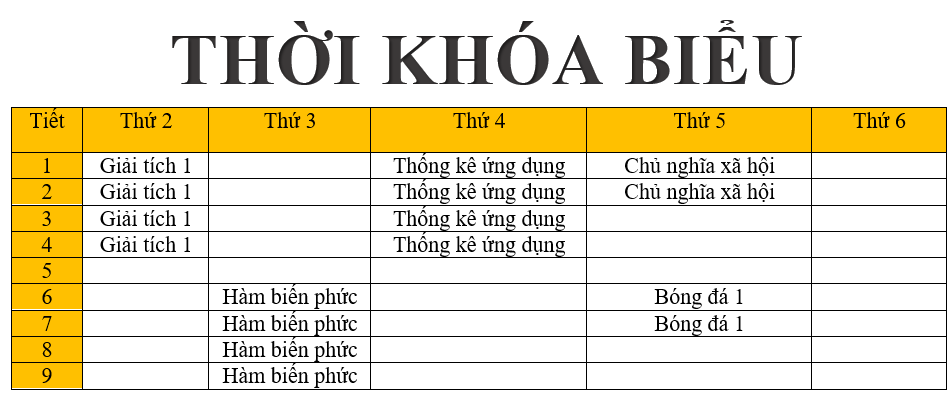 THỜI KHÓA BIỂU
Tiết Thứ 2 Thứ 3 Thứ 4 Thứ 5 Thứ 6
1 Giải tích 1 Thống kê ứng dụng Chủ nghĩa xã hội
2 Giải tích 1 Thống kê ứng dụng Chủ nghĩa xã hội
3 Giải tích 1 Thống kê ứng dụng
4 Giải tích 1 Thống kê ứng dụng
5
6 Hàm biến phức Bóng đá 1
7 Hàm biến phức Bóng đá 1
8 Hàm biến phức
9 Hàm biến phức